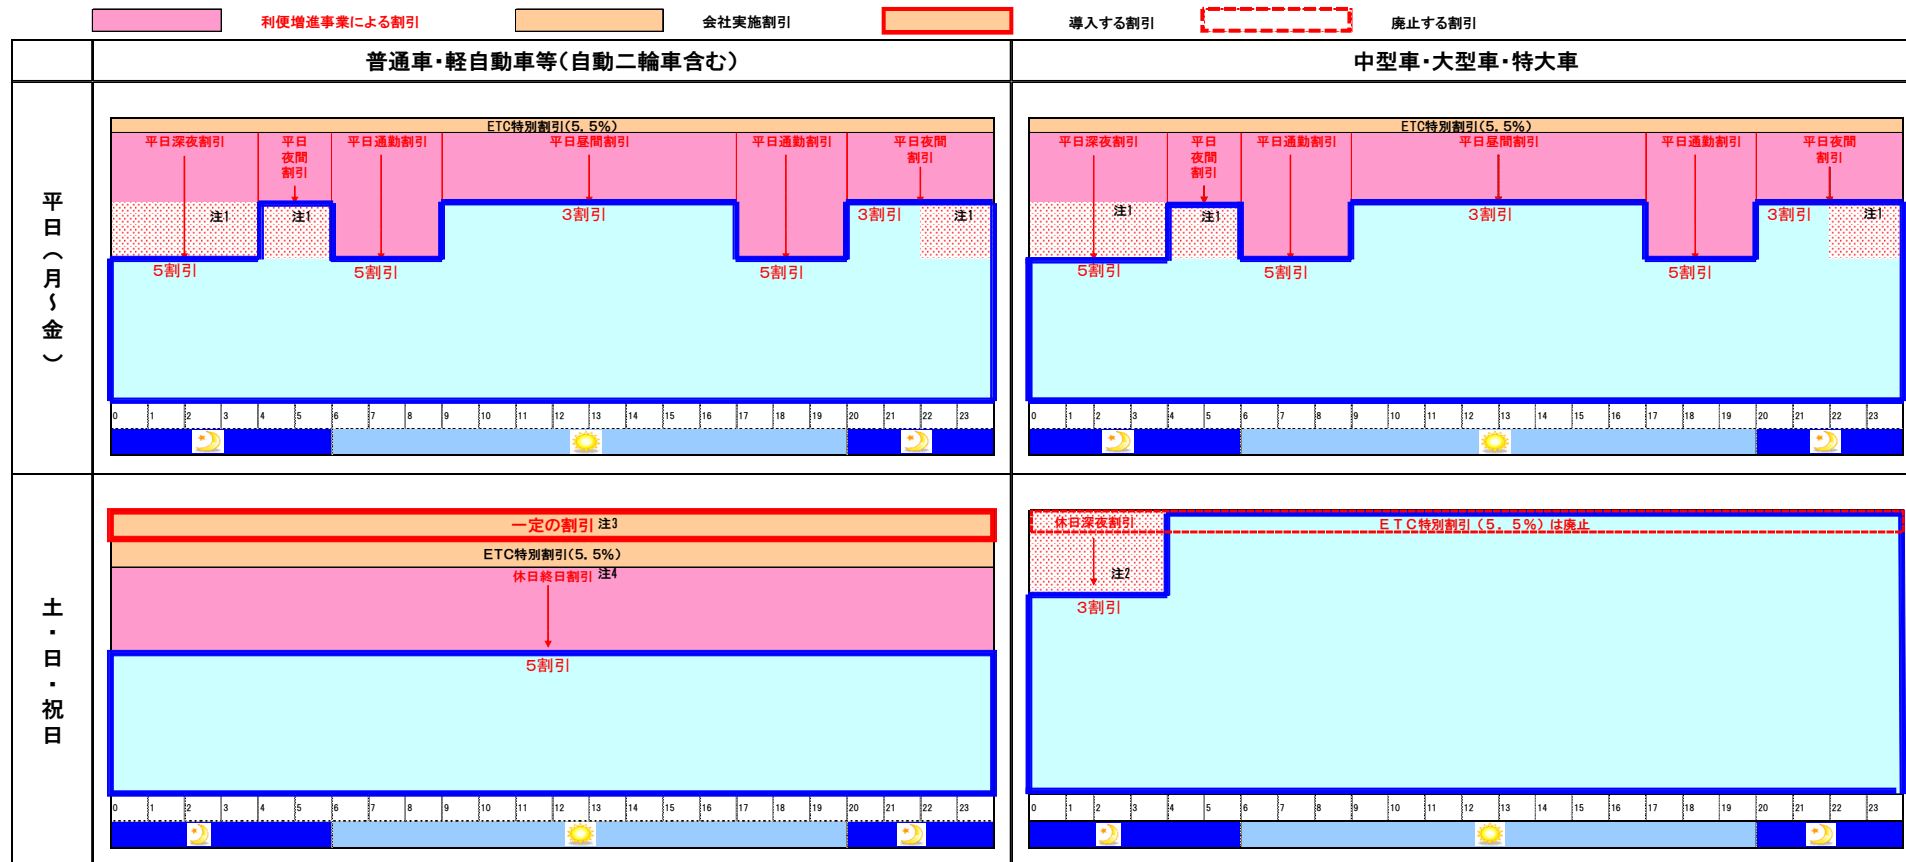 利便増進事業による割引 会社実施割引 導入する割引 廃止する割引
普通車・軽自動車等(自動二輪車含む) 中型車・大型車・特大車
平日(月～金)
ETC特別割引(5.5%)
平日深夜割引 平日夜間割引 平日通勤割引 平日昼間割引 平日通勤割引 平日夜間割引
注1 注1 3割引 3割引 注1
5割引 5割引 5割引
0 1 2 3 4 5 6 7 8 9 10 11 12 13 14 15 16 17 18 19 20 21 22 23
ETC特別割引(5.5%)
平日深夜割引 平日夜間割引 平日通勤割引 平日昼間割引 平日通勤割引 平日夜間割引
注1 注1 3割引 3割引 注1
5割引 5割引 5割引
0 1 2 3 4 5 6 7 8 9 10 11 12 13 14 15 16 17 18 19 20 21 22 23
土・日・祝日
一定の割引 注3
ETC特別割引(5.5%)
休日終日割引 注4
5割引
0 1 2 3 4 5 6 7 8 9 10 11 12 13 14 15 16 17 18 19 20 21 22 23
休日深夜割引 ETC特別割引(5.5%)は廃止
注2
3割引
0 1 2 3 4 5 6 7 8 9 10 11 12 13 14 15 16 17 18 19 20 21 22 23